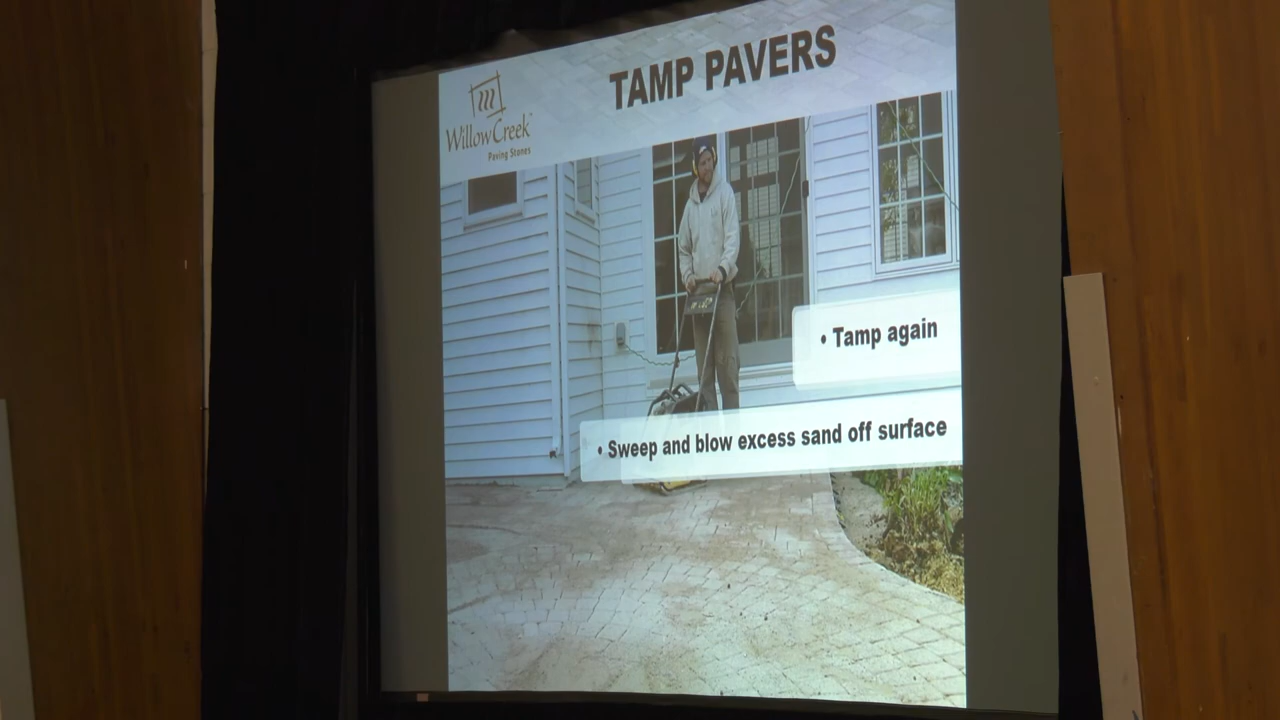 TAMP PAVERS
WillowCreek
Paving Stones
• Tamp again
• Sweep and blow excess sand off surface